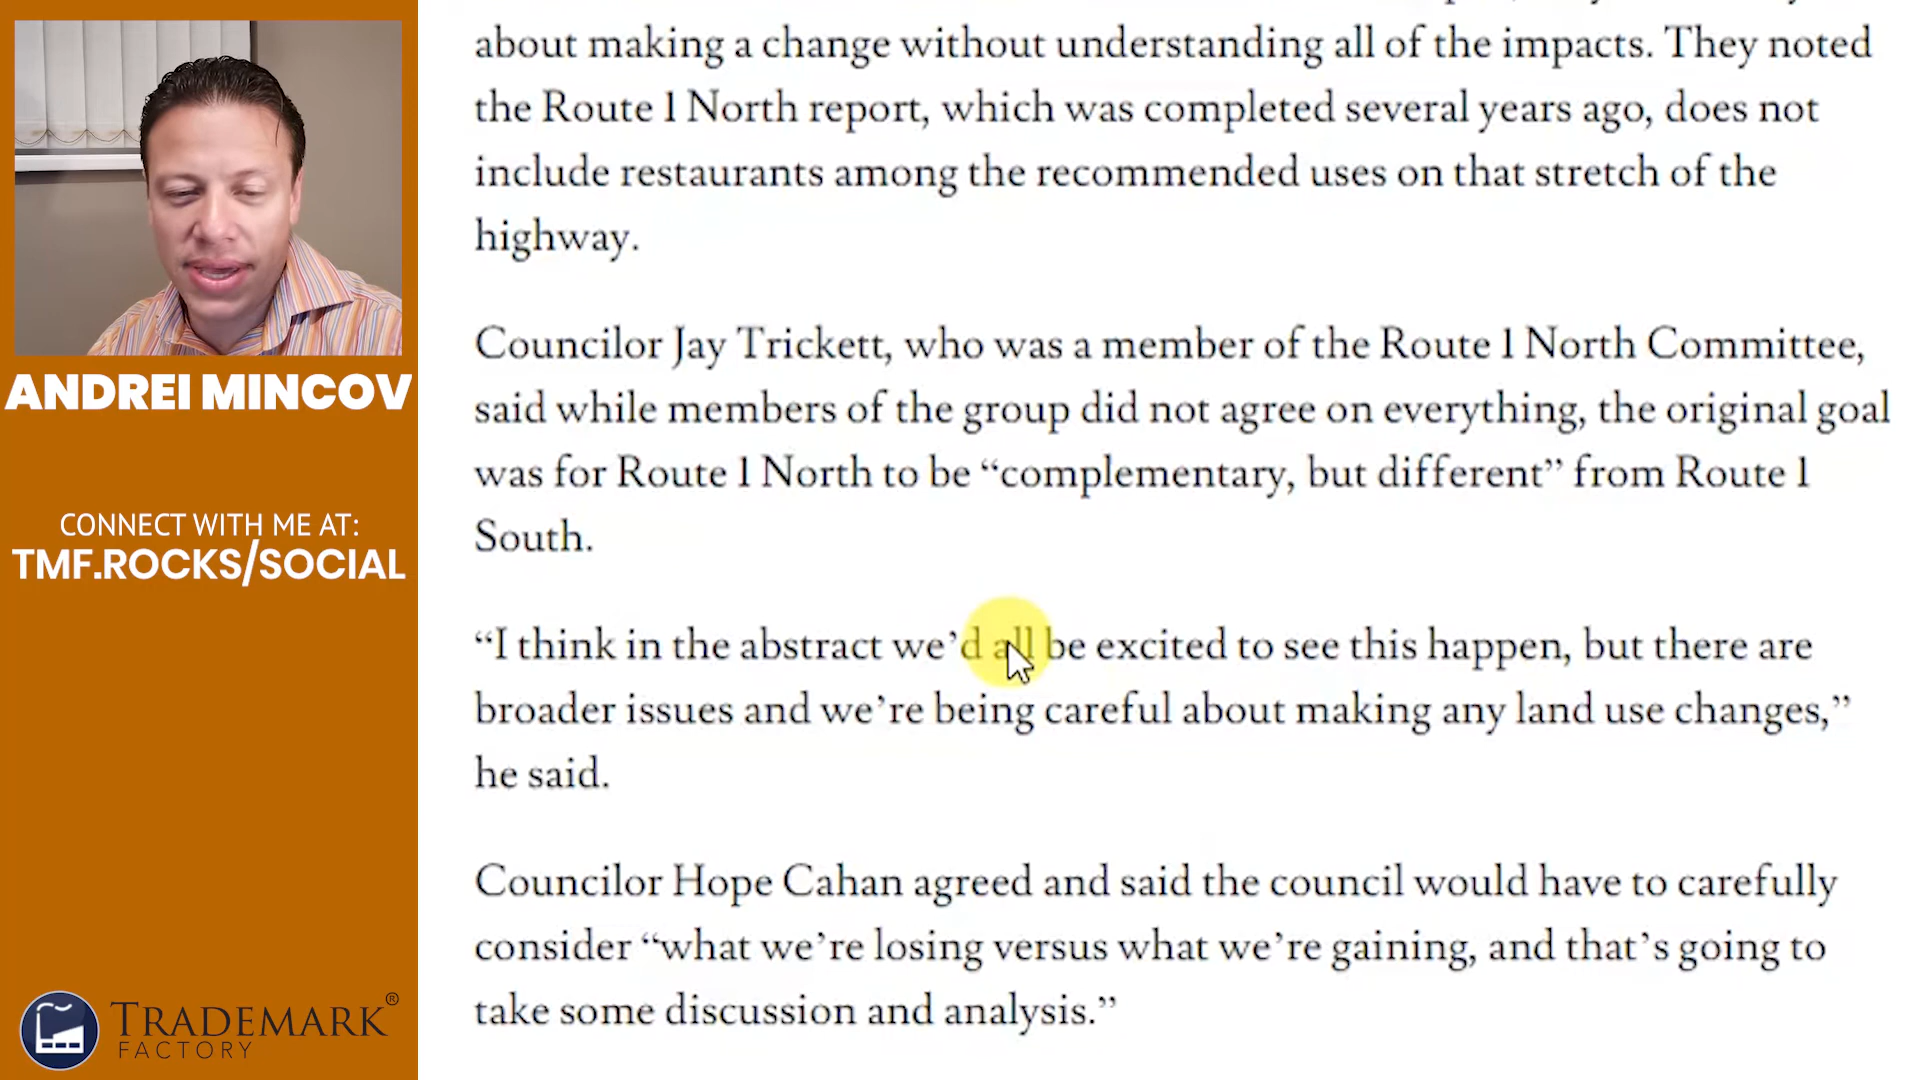 ANDREI MINCOV
CONNECT WITH ME AT:
TMF.ROCKS/SOCIAL
TRADEMARK®
FACTORY
about making a change without understanding all of the impacts. They noted
the Route 1 North report, which was completed several years ago, does not
include restaurants among the recommended uses on that stretch of the
highway.
Councilor Jay Trickett, who was a member of the Route 1 North Committee,
said while members of the group did not agree on everything, the original goal
was for Route 1 North to be “complementary, but different” from Route 1
South.
“I think in the abstract we’d all be excited to see this happen, but there are
broader issues and we’re being careful about making any land use changes,”
he said.
Councilor Hope Cahan agreed and said the council would have to carefully
consider “what we’re losing versus what we’re gaining, and that’s going to
take some discussion and analysis.”